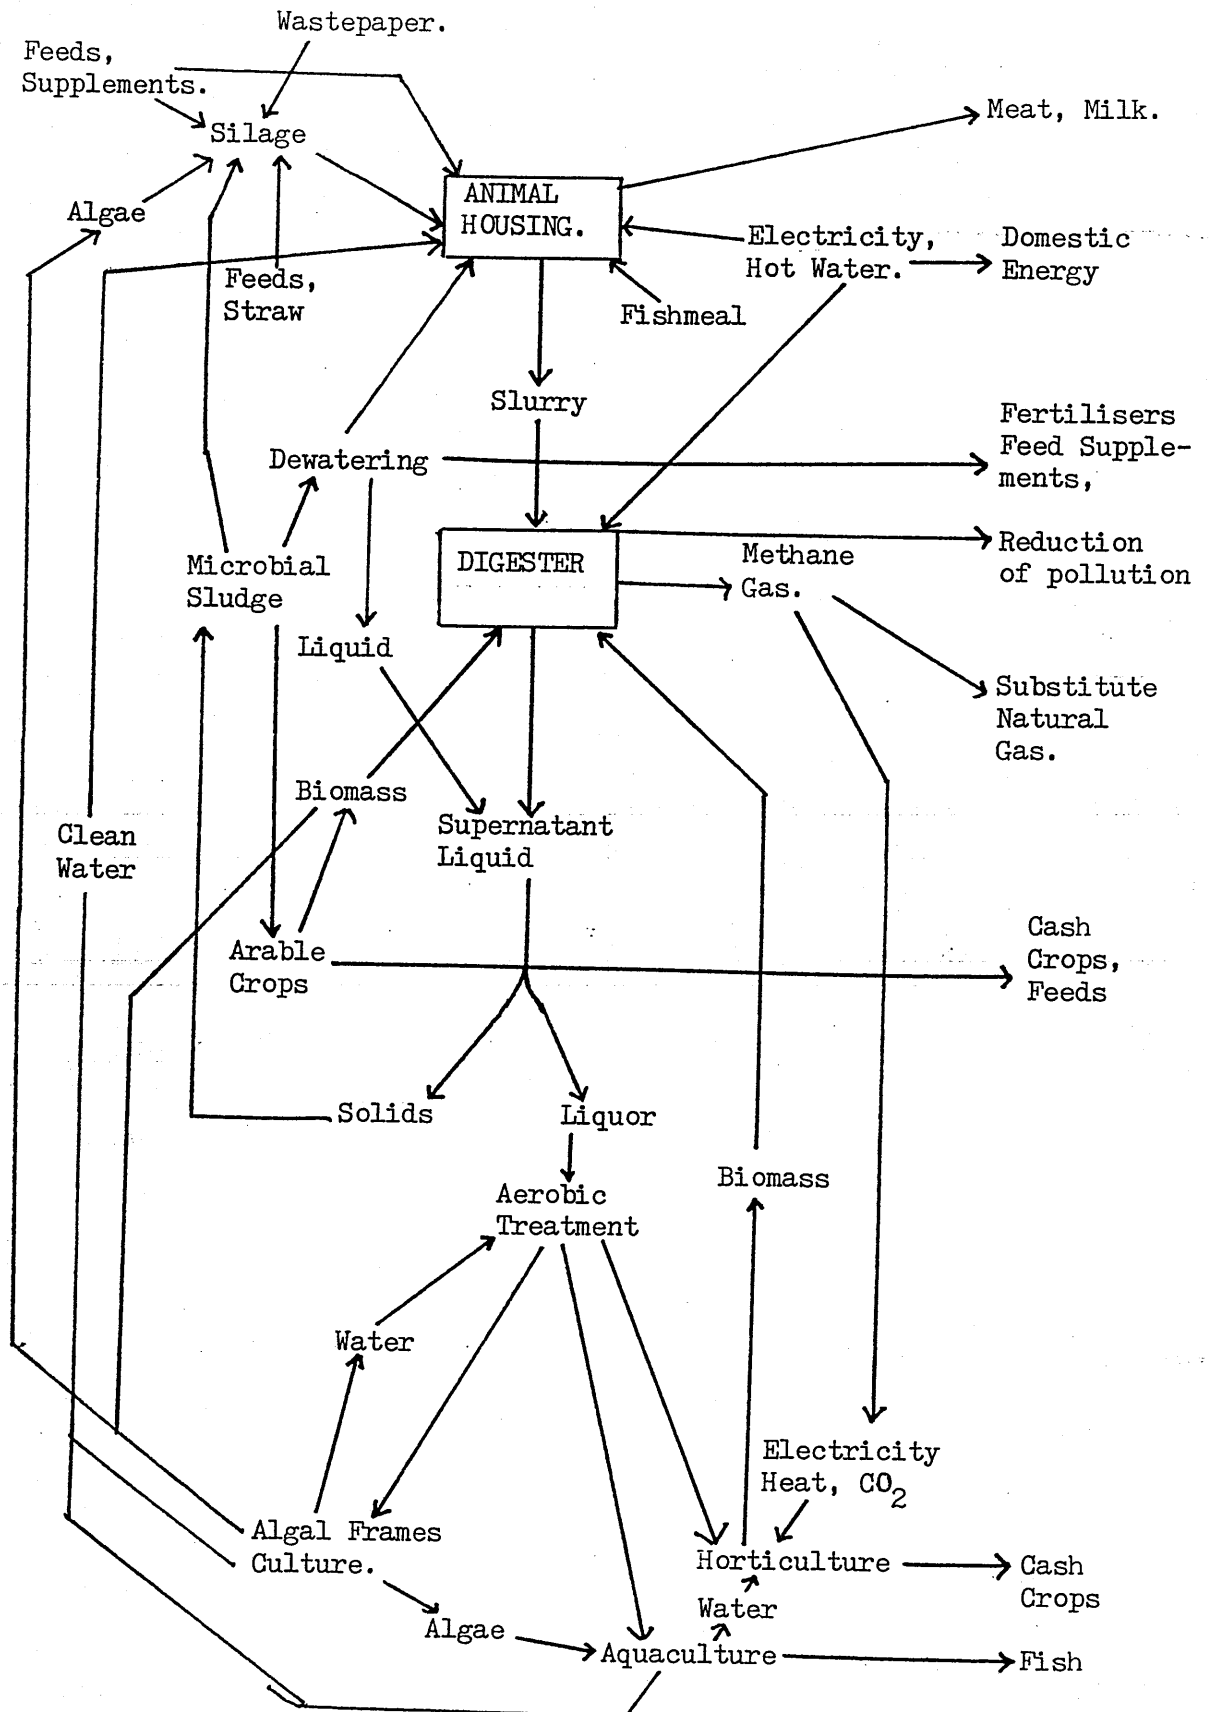 Wastepaper.
Feeds,
Supplements.
Silage
Meat, Milk.
ANIMAL
HOUSING.
Algae
Electricity,
Hot Water.
Domestic
Energy
Feeds,
Straw
Fishmeal
Slurry
Fertilisers
Feed Supple-
ments,
Dewatering
Reduction
of pollution
DIGESTER
Methane
Gas.
Microbial
Sludge
Liquid
Substitute
Natural
Gas.
Biomass
Supernatant
Liquid
Clean
Water
Arable
Crops
Cash
Crops,
Feeds
Solids
Liquor
Biomass
Aerobic
Treatment
Water
Electricity
Heat, CO2
Algal Frames
Culture.
Horticulture
Cash
Crops
Water
Algae
Aquaculture
Fish